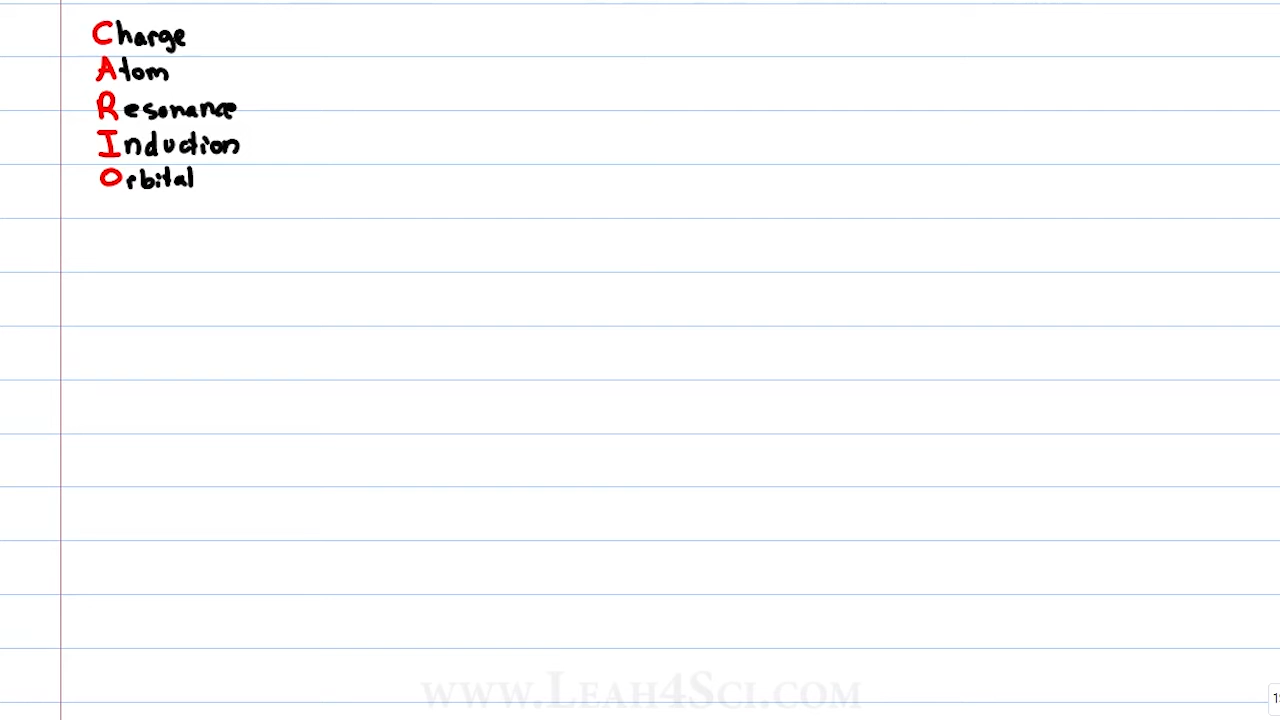 Charge
Atom
Resonance
Induction
Orbital
www.Leah4Sci.com